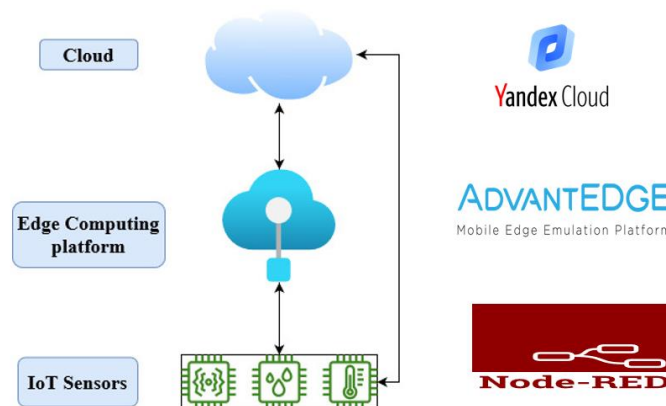 Cloud
Yandex Cloud
Edge Computing
platform
ADVANTEDGE
Mobile Edge Emulation Platform
IoT Sensors
Node-RED